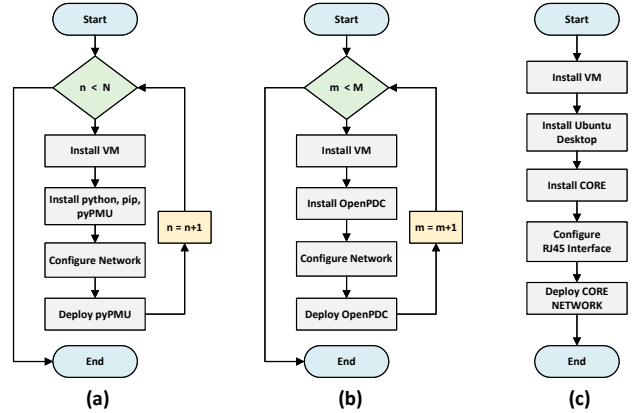 Start
n < N
Install VM
Install python, pip,
pyPMU
Configure Network
Deploy pyPMU
n = n+1
End
(a)
Start
m < M
Install VM
Install OpenPDC
Configure Network
Deploy OpenPDC
m = m+1
End
(b)
Start
Install VM
Install Ubuntu
Desktop
Install CORE
Configure
RJ45 Interface
Deploy CORE
NETWORK
End
(c)